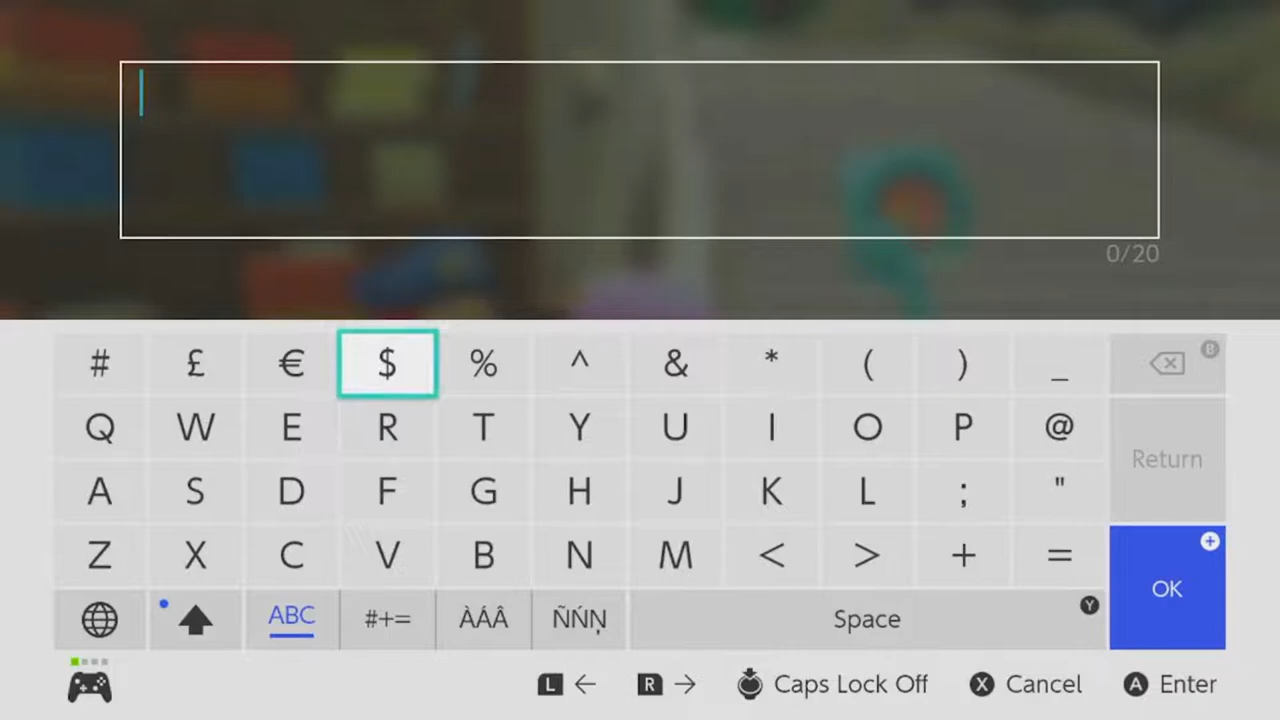 0/20
# £ € $ % ^ & * ( ) _ B
Q W E R T Y U I O P @
A S D F G H J K L ; " Return
Z X C V B N M < > + =
ABC #+= ÀÁÂ ÑŃŅ Space Y OK
L ← R → Caps Lock Off X Cancel A Enter